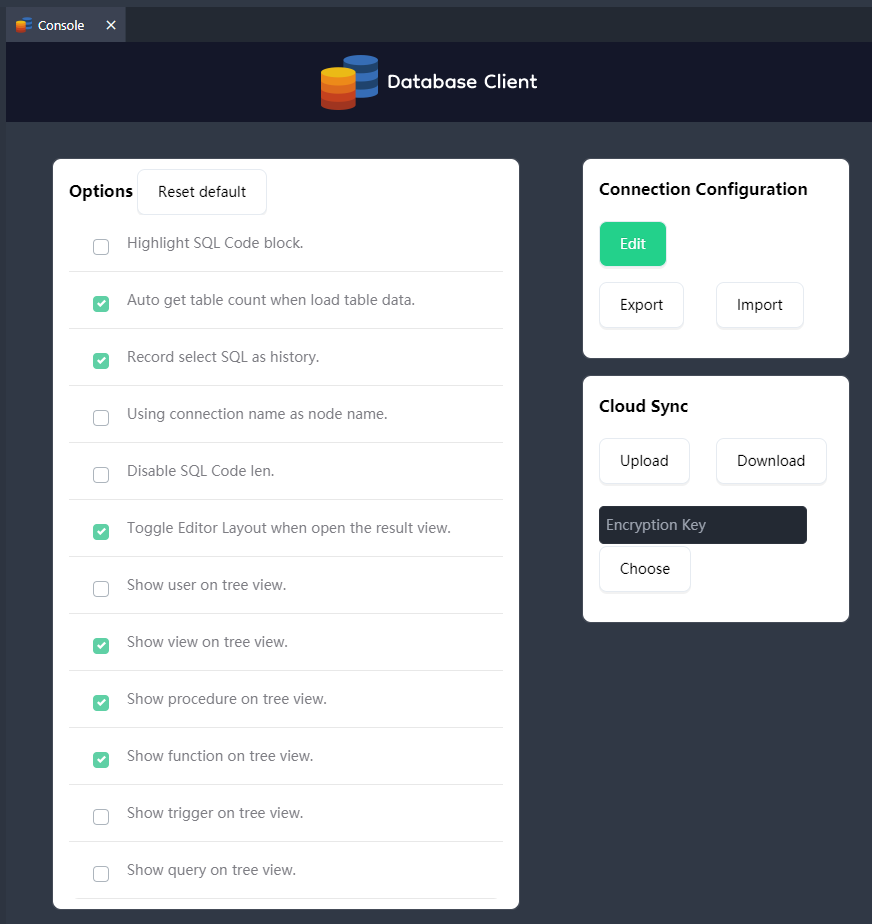 Console
Database Client
Options Reset default
Highlight SQL Code block.
Auto get table count when load table data.
Record select SQL as history.
Using connection name as node name.
Disable SQL Code len.
Toggle Editor Layout when open the result view.
Show user on tree view.
Show view on tree view.
Show procedure on tree view.
Show function on tree view.
Show trigger on tree view.
Show query on tree view.
Connection Configuration
Edit
Export Import
Cloud Sync
Upload Download
Encryption Key
Choose